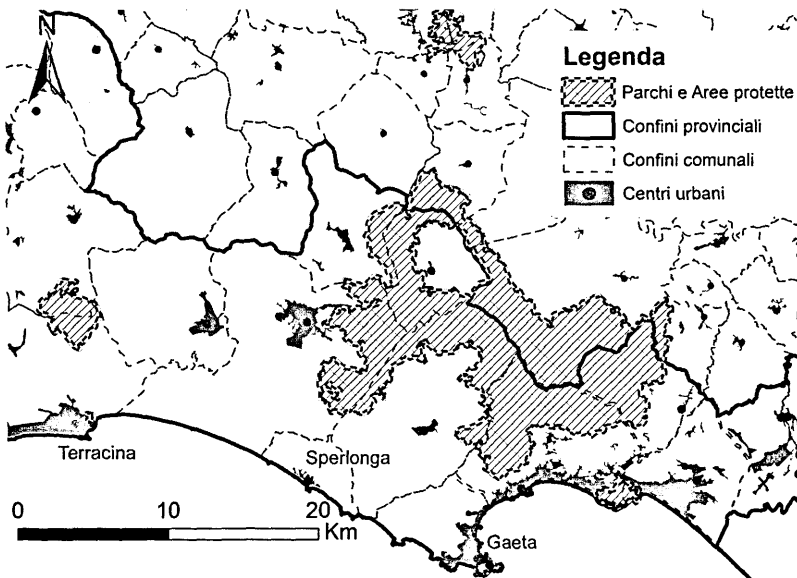 N
Legenda
Parchi e Aree protette
Confini provinciali
Confini comunali
Centri urbani
Terracina
Sperlonga
Gaeta
0 10 20
Km